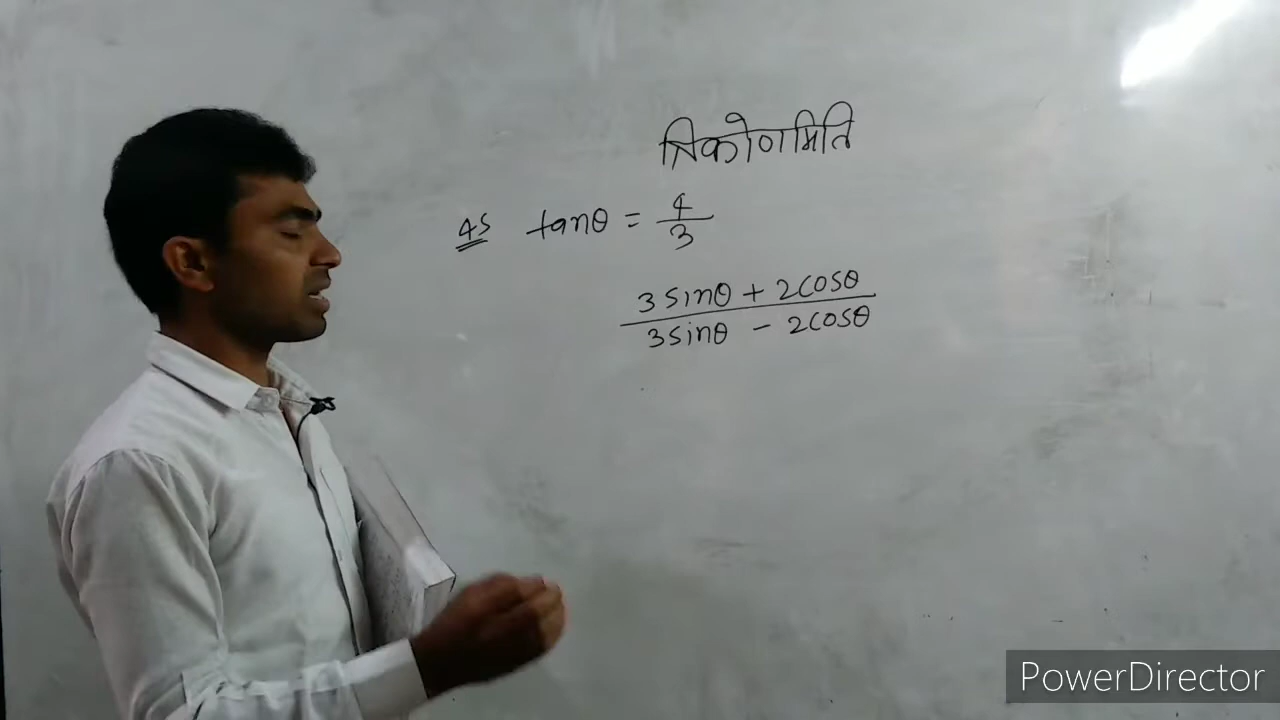 त्रिकोणमिति
45 tanθ = 4/3
3sinθ + 2cosθ
3sinθ - 2cosθ
PowerDirector